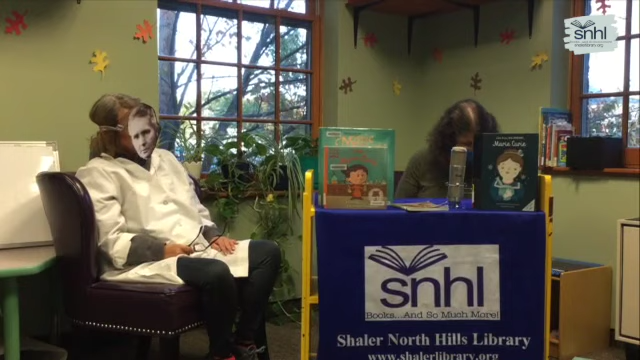 snhl
Marie Curie
snhl
Books...And So Much More!
Shaler North Hills Library
www.shalerlibrary.org